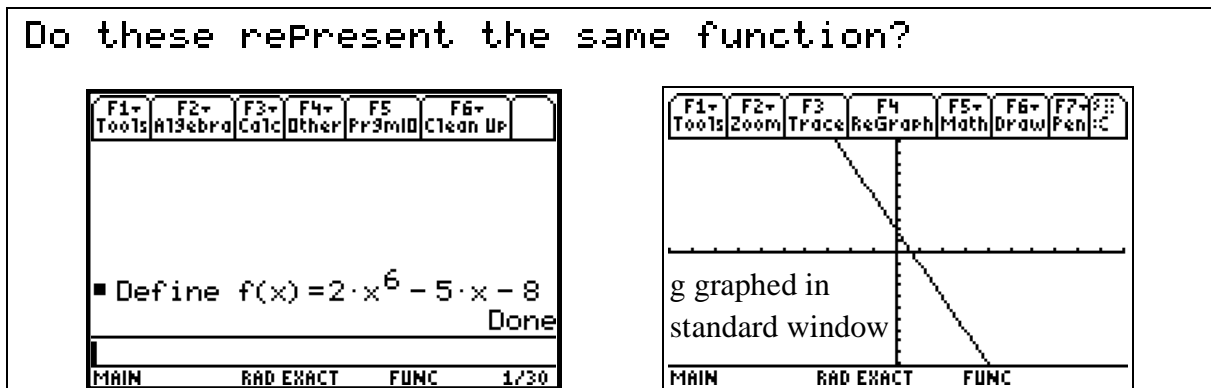 Do these rePresent the same function?
F1 F2 F3 F4 F5 F6
Tools Algebra Calc Other PrgmIO Clean Up
■ Define f(x) = 2·x⁶ − 5·x − 8
Done
MAIN RAD EXACT FUNC 1/30
F1 F2 F3 F4 F5 F6 F7
Tools Zoom Trace ReGraph Math Draw Pen
g graphed in
standard window
MAIN RAD EXACT FUNC